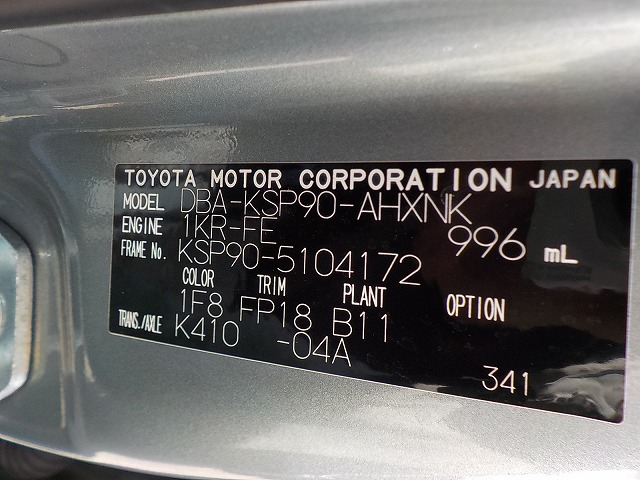 TOYOTA MOTOR CORPORATION JAPAN
MODEL DBA-KSP90-AHXNK
ENGINE 1KR-FE 996 mL
FRAME No. KSP90-5104172
COLOR TRIM PLANT OPTION
1F8 FP18 B11
TRANS./AXLE K410 -04A
341